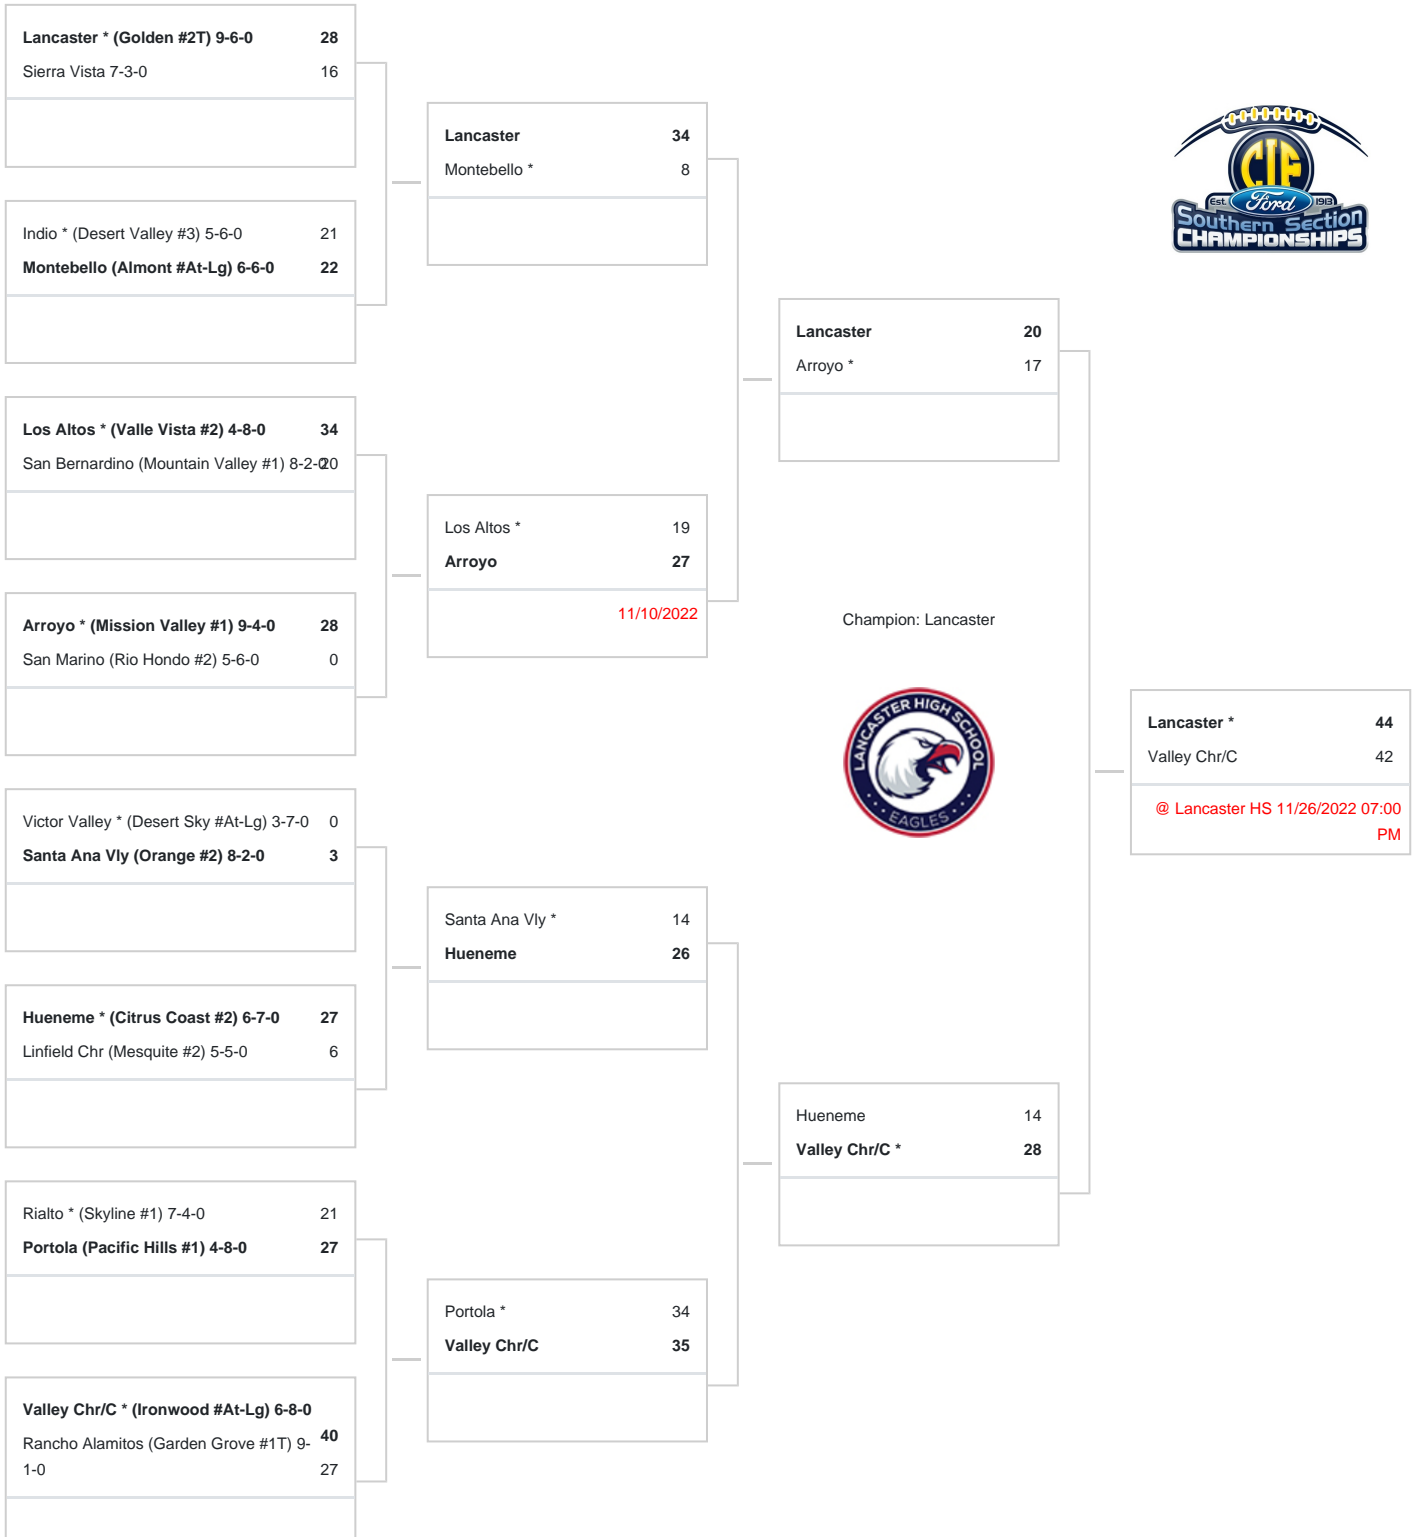 Lancaster * (Golden #2T) 9-6-0 28
Sierra Vista 7-3-0 16
Indio * (Desert Valley #3) 5-6-0 21
Montebello (Almont #At-Lg) 6-6-0 22
Los Altos * (Valle Vista #2) 4-8-0 34
San Bernardino (Mountain Valley #1) 8-2-0 20
Arroyo * (Mission Valley #1) 9-4-0 28
San Marino (Rio Hondo #2) 5-6-0 0
Victor Valley * (Desert Sky #At-Lg) 3-7-0 0
Santa Ana Vly (Orange #2) 8-2-0 3
Hueneme * (Citrus Coast #2) 6-7-0 27
Linfield Chr (Mesquite #2) 5-5-0 6
Rialto * (Skyline #1) 7-4-0 21
Portola (Pacific Hills #1) 4-8-0 27
Valley Chr/C * (Ironwood #At-Lg) 6-8-0
40
Rancho Alamitos (Garden Grove #1T) 9-
1-0 27
Lancaster 34
Montebello * 8
Los Altos * 19
Arroyo 27
11/10/2022
Santa Ana Vly * 14
Hueneme 26
Portola * 34
Valley Chr/C 35
Lancaster 20
Arroyo * 17
Hueneme 14
Valley Chr/C * 28
Champion: Lancaster
LANCASTER HIGH SCHOOL
EAGLES
Lancaster * 44
Valley Chr/C 42
@ Lancaster HS 11/26/2022 07:00
PM
CIF
Est. Ford 1913
Southern Section
CHAMPIONSHIPS